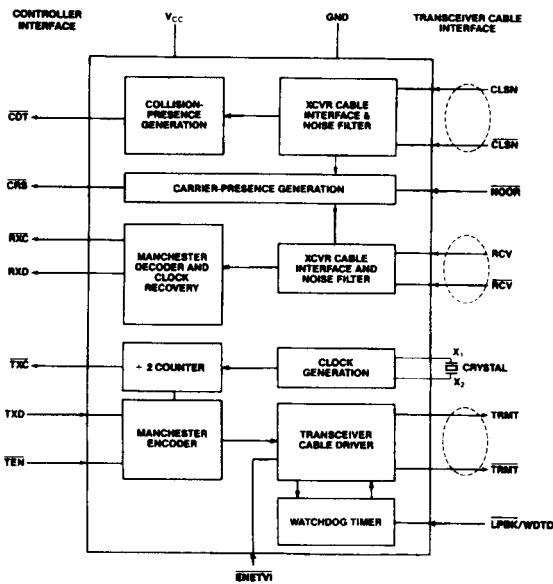 CONTROLLER
INTERFACE
VCC
GND
TRANSCEIVER CABLE
INTERFACE
COLLISION-
PRESENCE
GENERATION
XCVR CABLE
INTERFACE &
NOISE FILTER
CLSN
CDT
CLSN
CRS
CARRIER-PRESENCE GENERATION
NOOR
RXC
RXD
MANCHESTER
DECODER AND
CLOCK
RECOVERY
XCVR CABLE
INTERFACE AND
NOISE FILTER
RCV
RCV
TXC
÷ 2 COUNTER
CLOCK
GENERATION
X1
CRYSTAL
X2
TXD
TEN
MANCHESTER
ENCODER
TRANSCEIVER
CABLE DRIVER
TRMT
TRMT
WATCHDOG TIMER
LPBK/WDTD
ENETV1